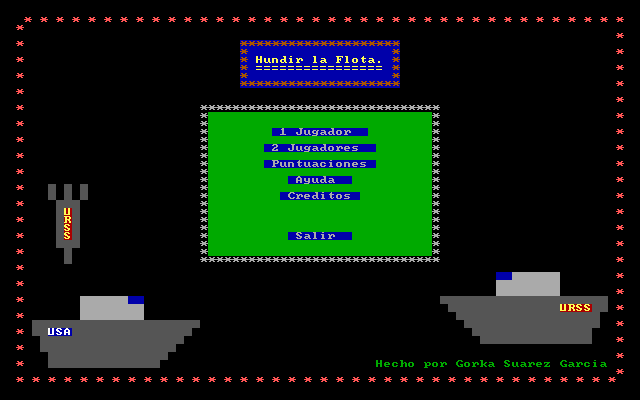 Hundir la Flota.
================
1 Jugador
2 Jugadores
Puntuaciones
Ayuda
Creditos
Salir
URSS
USA
URSS
Hecho por Gorka Suarez Garcia